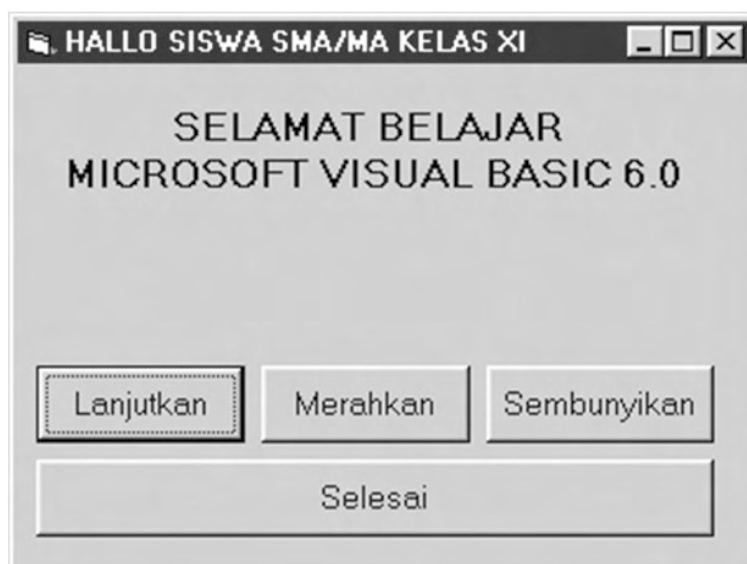 HALLO SISWA SMA/MA KELAS XI
SELAMAT BELAJAR
MICROSOFT VISUAL BASIC 6.0
Lanjutkan Merahkan Sembunyikan
Selesai